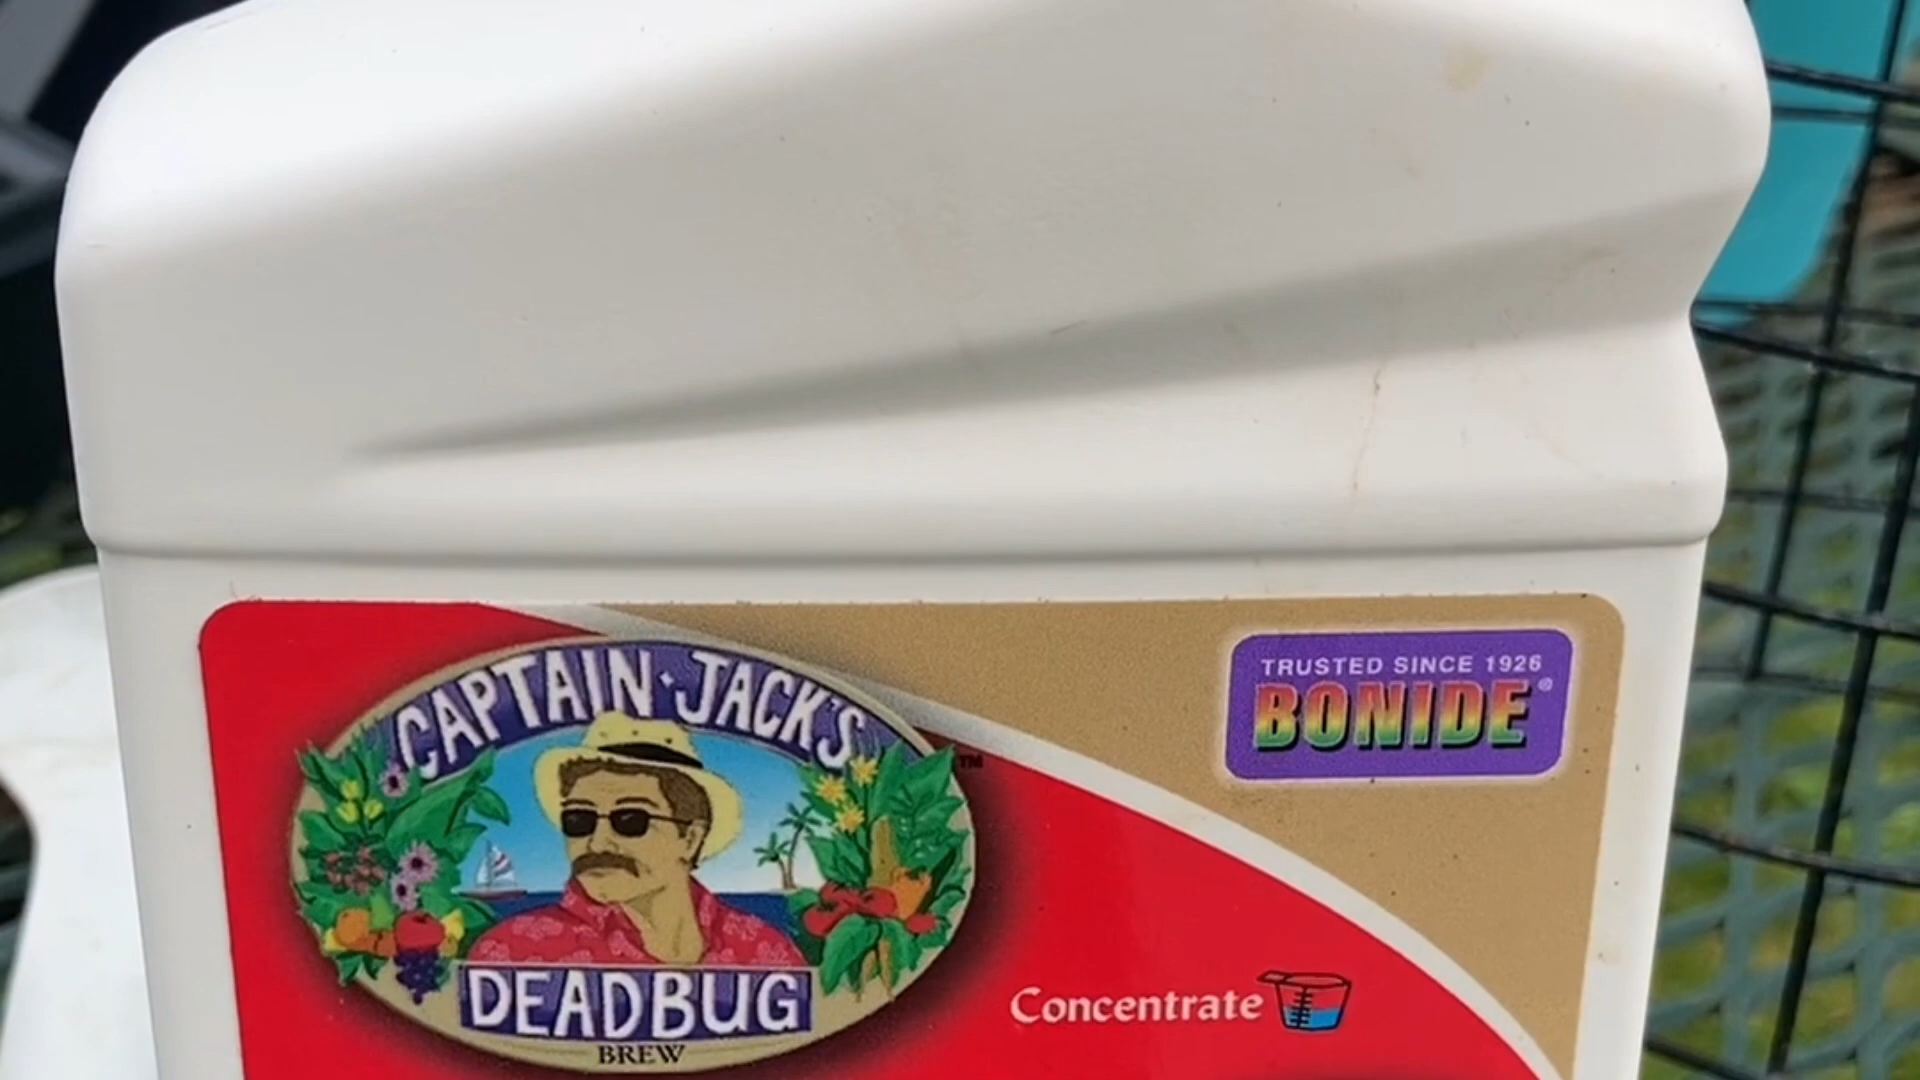 CAPTAIN·JACK'S
™
DEADBUG
BREW
TRUSTED SINCE 1926
BONIDE®
Concentrate